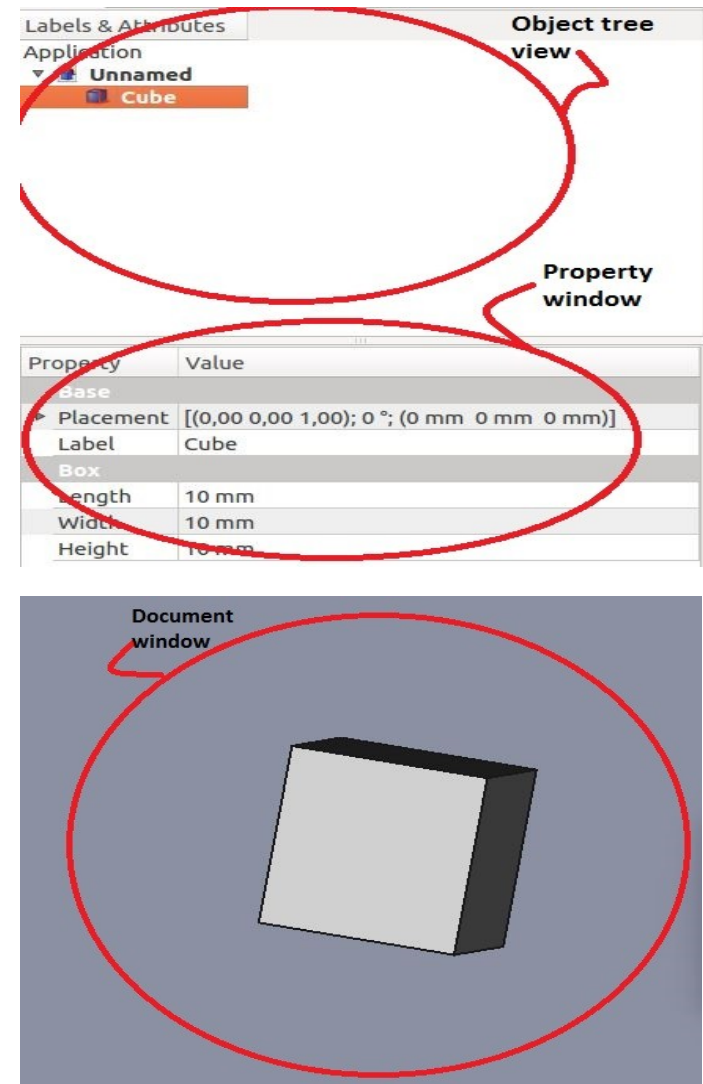 Labels & Attributes
Object tree
view
Application
Unnamed
Cube
Property
window
Property Value
Base
Placement [(0,00 0,00 1,00); 0 °; (0 mm 0 mm 0 mm)]
Label Cube
Box
Length 10 mm
Width 10 mm
Height 10 mm
Document
window